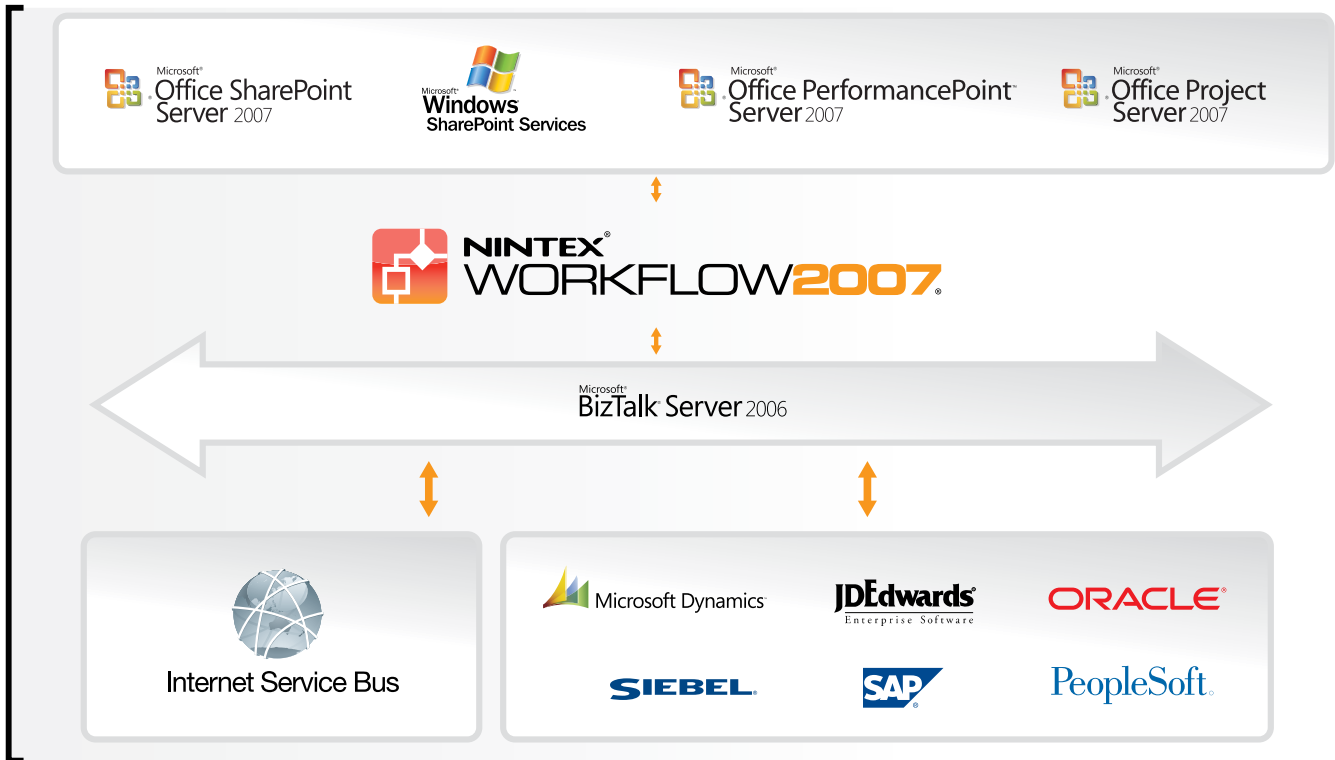 Microsoft®
Office SharePoint
Server 2007
Microsoft®
Windows
SharePoint Services
Microsoft®
Office PerformancePoint™
Server 2007
Microsoft®
Office Project
Server 2007
NINTEX®
WORKFLOW2007®
Microsoft®
BizTalk® Server 2006
Internet Service Bus
Microsoft Dynamics™
JDEdwards®
Enterprise Software
ORACLE®
SIEBEL.
SAP®
PeopleSoft®